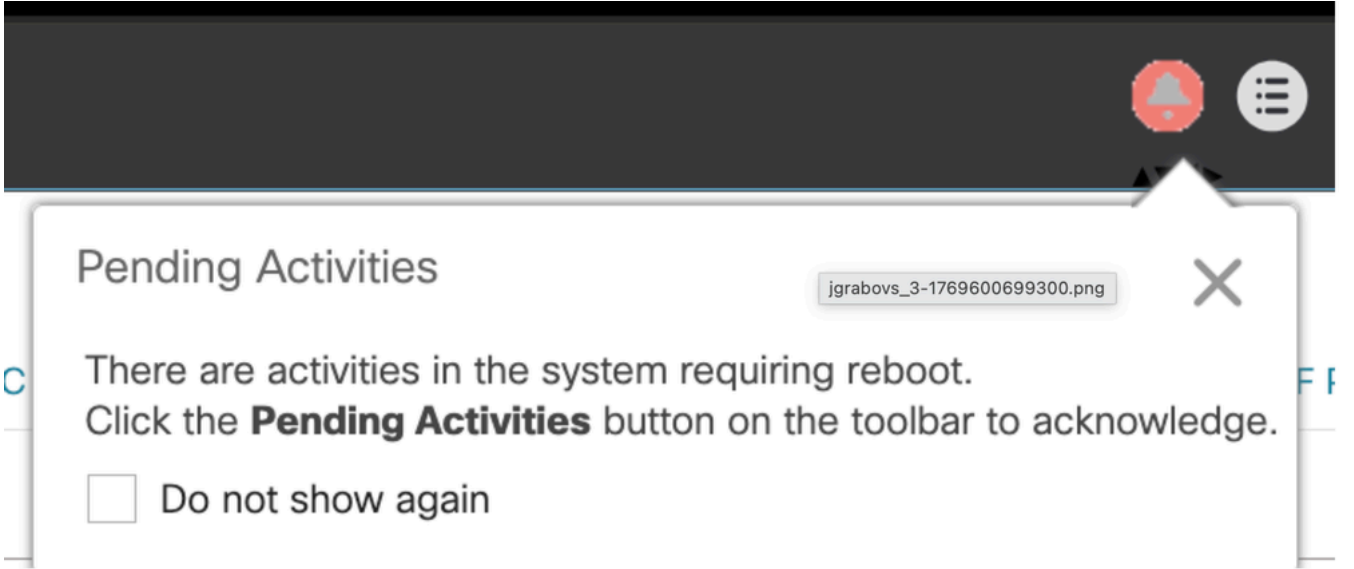 Pending Activities
jgrabovs_3-1769600699300.png
There are activities in the system requiring reboot.
C
F
Click the Pending Activities button on the toolbar to acknowledge.
Do not show again